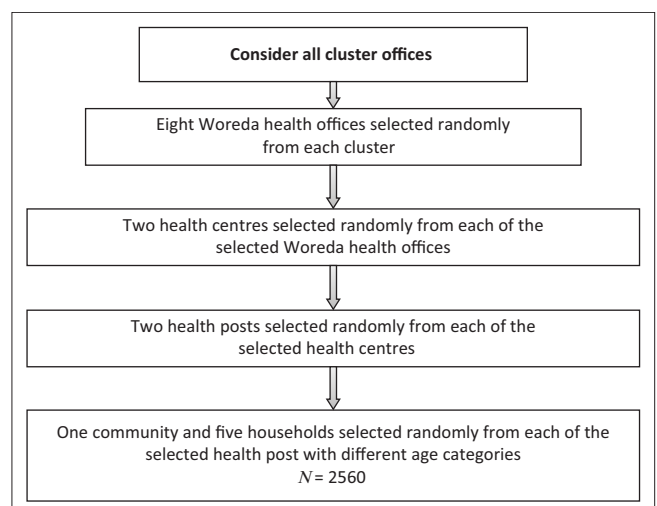 Consider all cluster offices
Eight Woreda health offices selected randomly
from each cluster
Two health centres selected randomly from each of the
selected Woreda health offices
Two health posts selected randomly from each of the
selected health centres
One community and five households selected randomly from each of the
selected health post with different age categories
N = 2560